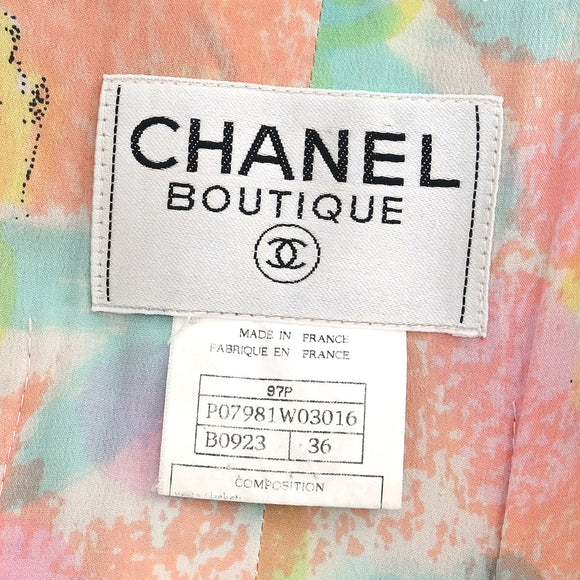 CHANEL
BOUTIQUE
MADE IN FRANCE
FABRIQUE EN FRANCE
97P
P07981W03016
B0923 36
COMPOSITION